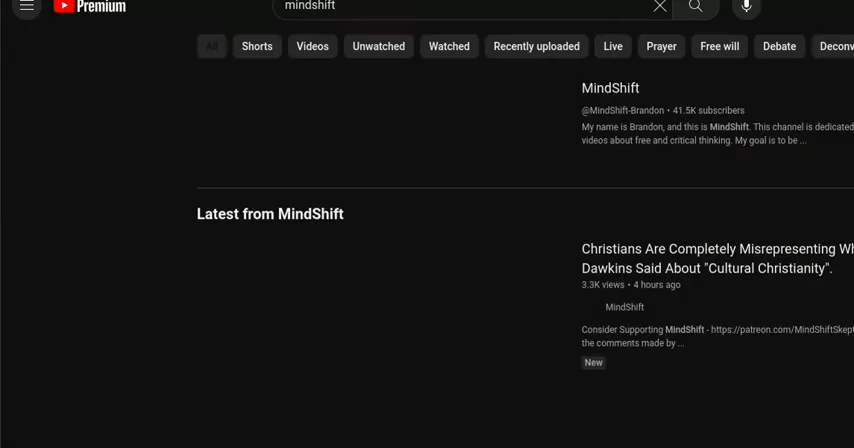 Premium
mindshift
All
Shorts
Videos
Unwatched
Watched
Recently uploaded
Live
Prayer
Free will
Debate
MindShift
@MindShift-Brandon • 41.5K subscribers
My name is Brandon, and this is MindShift. This channel is dedicated
videos about free and critical thinking. My goal is to be ...
Latest from MindShift
Christians Are Completely Misrepresenting
Dawkins Said About "Cultural Christianity".
3.3K views • 4 hours ago
MindShift
Consider Supporting MindShift - https://patreon.com/MindShiftSkept
the comments made by ...
New